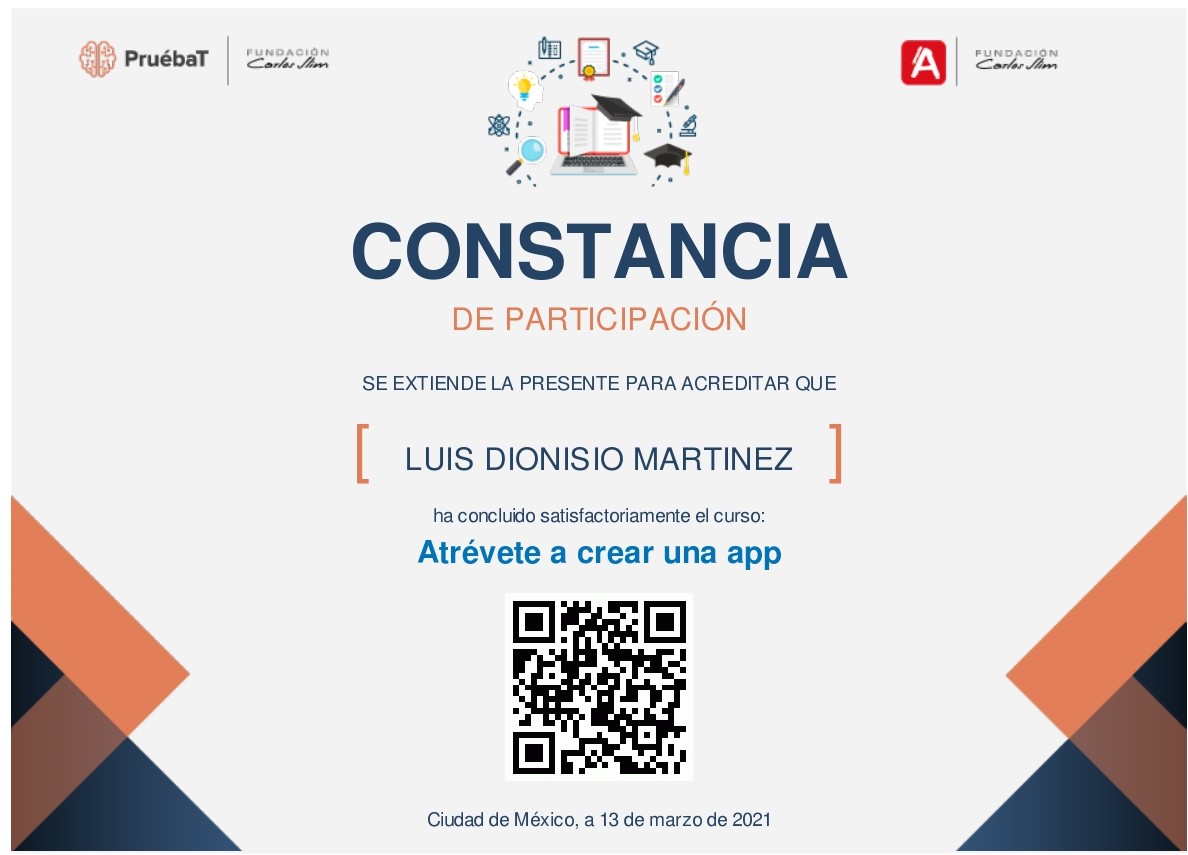 PruébaT
FUNDACIÓN
Carlos Slim
A
FUNDACIÓN
Carlos Slim
CONSTANCIA
DE PARTICIPACIÓN
SE EXTIENDE LA PRESENTE PARA ACREDITAR QUE
[ LUIS DIONISIO MARTINEZ ]
ha concluido satisfactoriamente el curso:
Atrévete a crear una app
Ciudad de México, a 13 de marzo de 2021